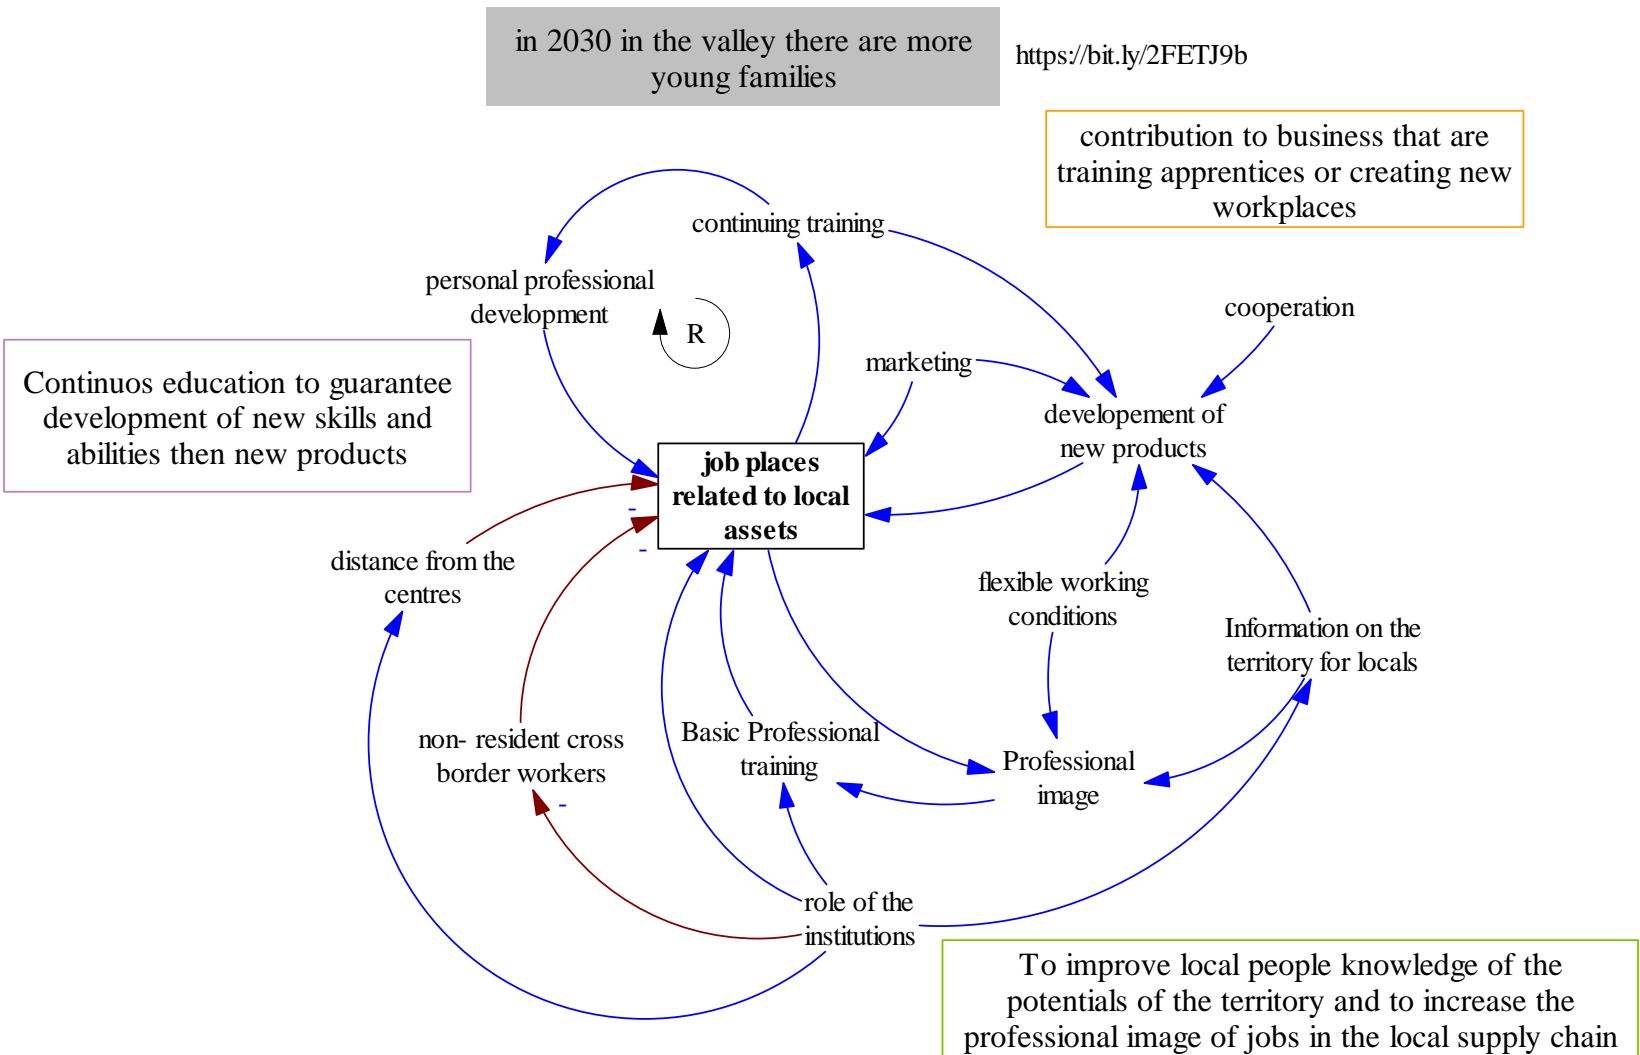 in 2030 in the valley there are more
young families
https://bit.ly/2FETJ9b
contribution to business that are
training apprentices or creating new
workplaces
continuing training
personal professional
development
R
cooperation
marketing
Continuos education to guarantee
development of new skills and
abilities then new products
developement of
new products
job places
related to local
assets
-
-
distance from the
centres
flexible working
conditions
Information on the
territory for locals
non- resident cross
border workers
-
Basic Professional
training
Professional
image
role of the
institutions
To improve local people knowledge of the
potentials of the territory and to increase the
professional image of jobs in the local supply chain